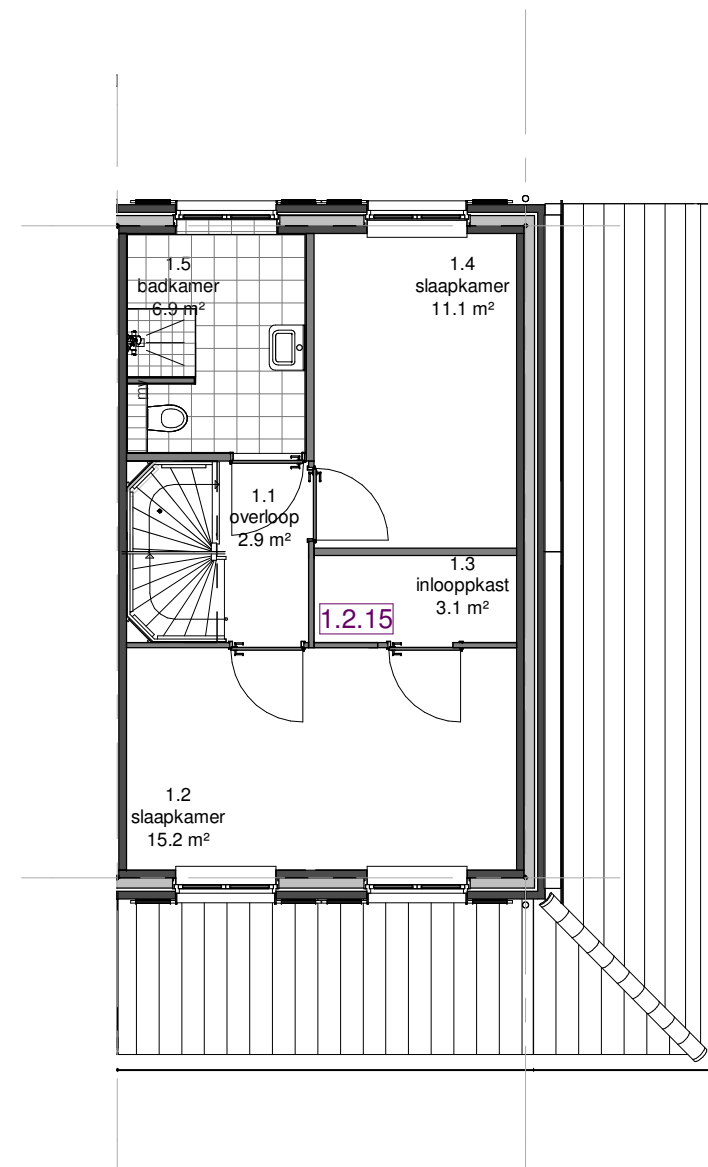 1.5
badkamer
6.9 m²
1.4
slaapkamer
11.1 m²
mv
1.1
overloop
2.9 m²
1.3
inlooppkast
3.1 m²
1.2.15
1.2
slaapkamer
15.2 m²